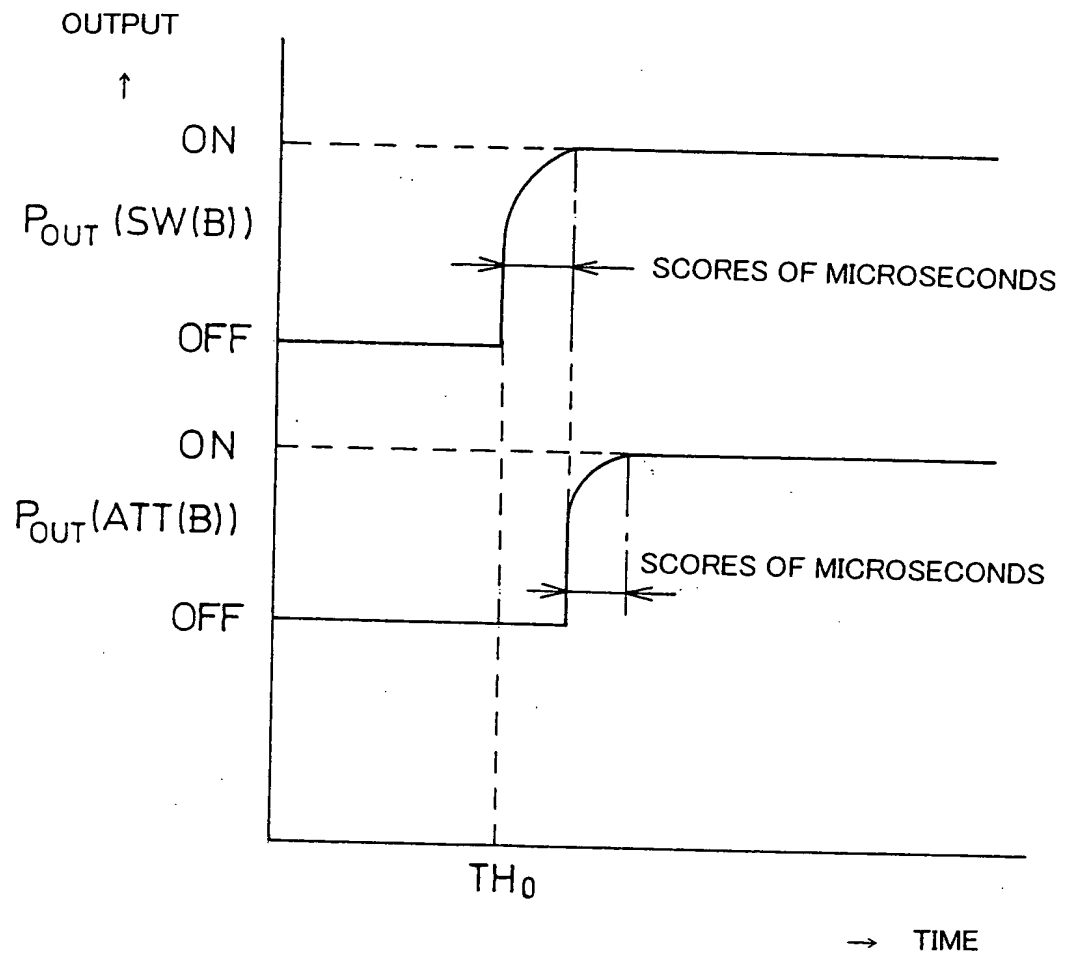 OUTPUT
↑
ON
P_OUT (SW(B))
SCORES OF MICROSECONDS
OFF
ON
P_OUT (ATT(B))
SCORES OF MICROSECONDS
OFF
TH_0
→ TIME